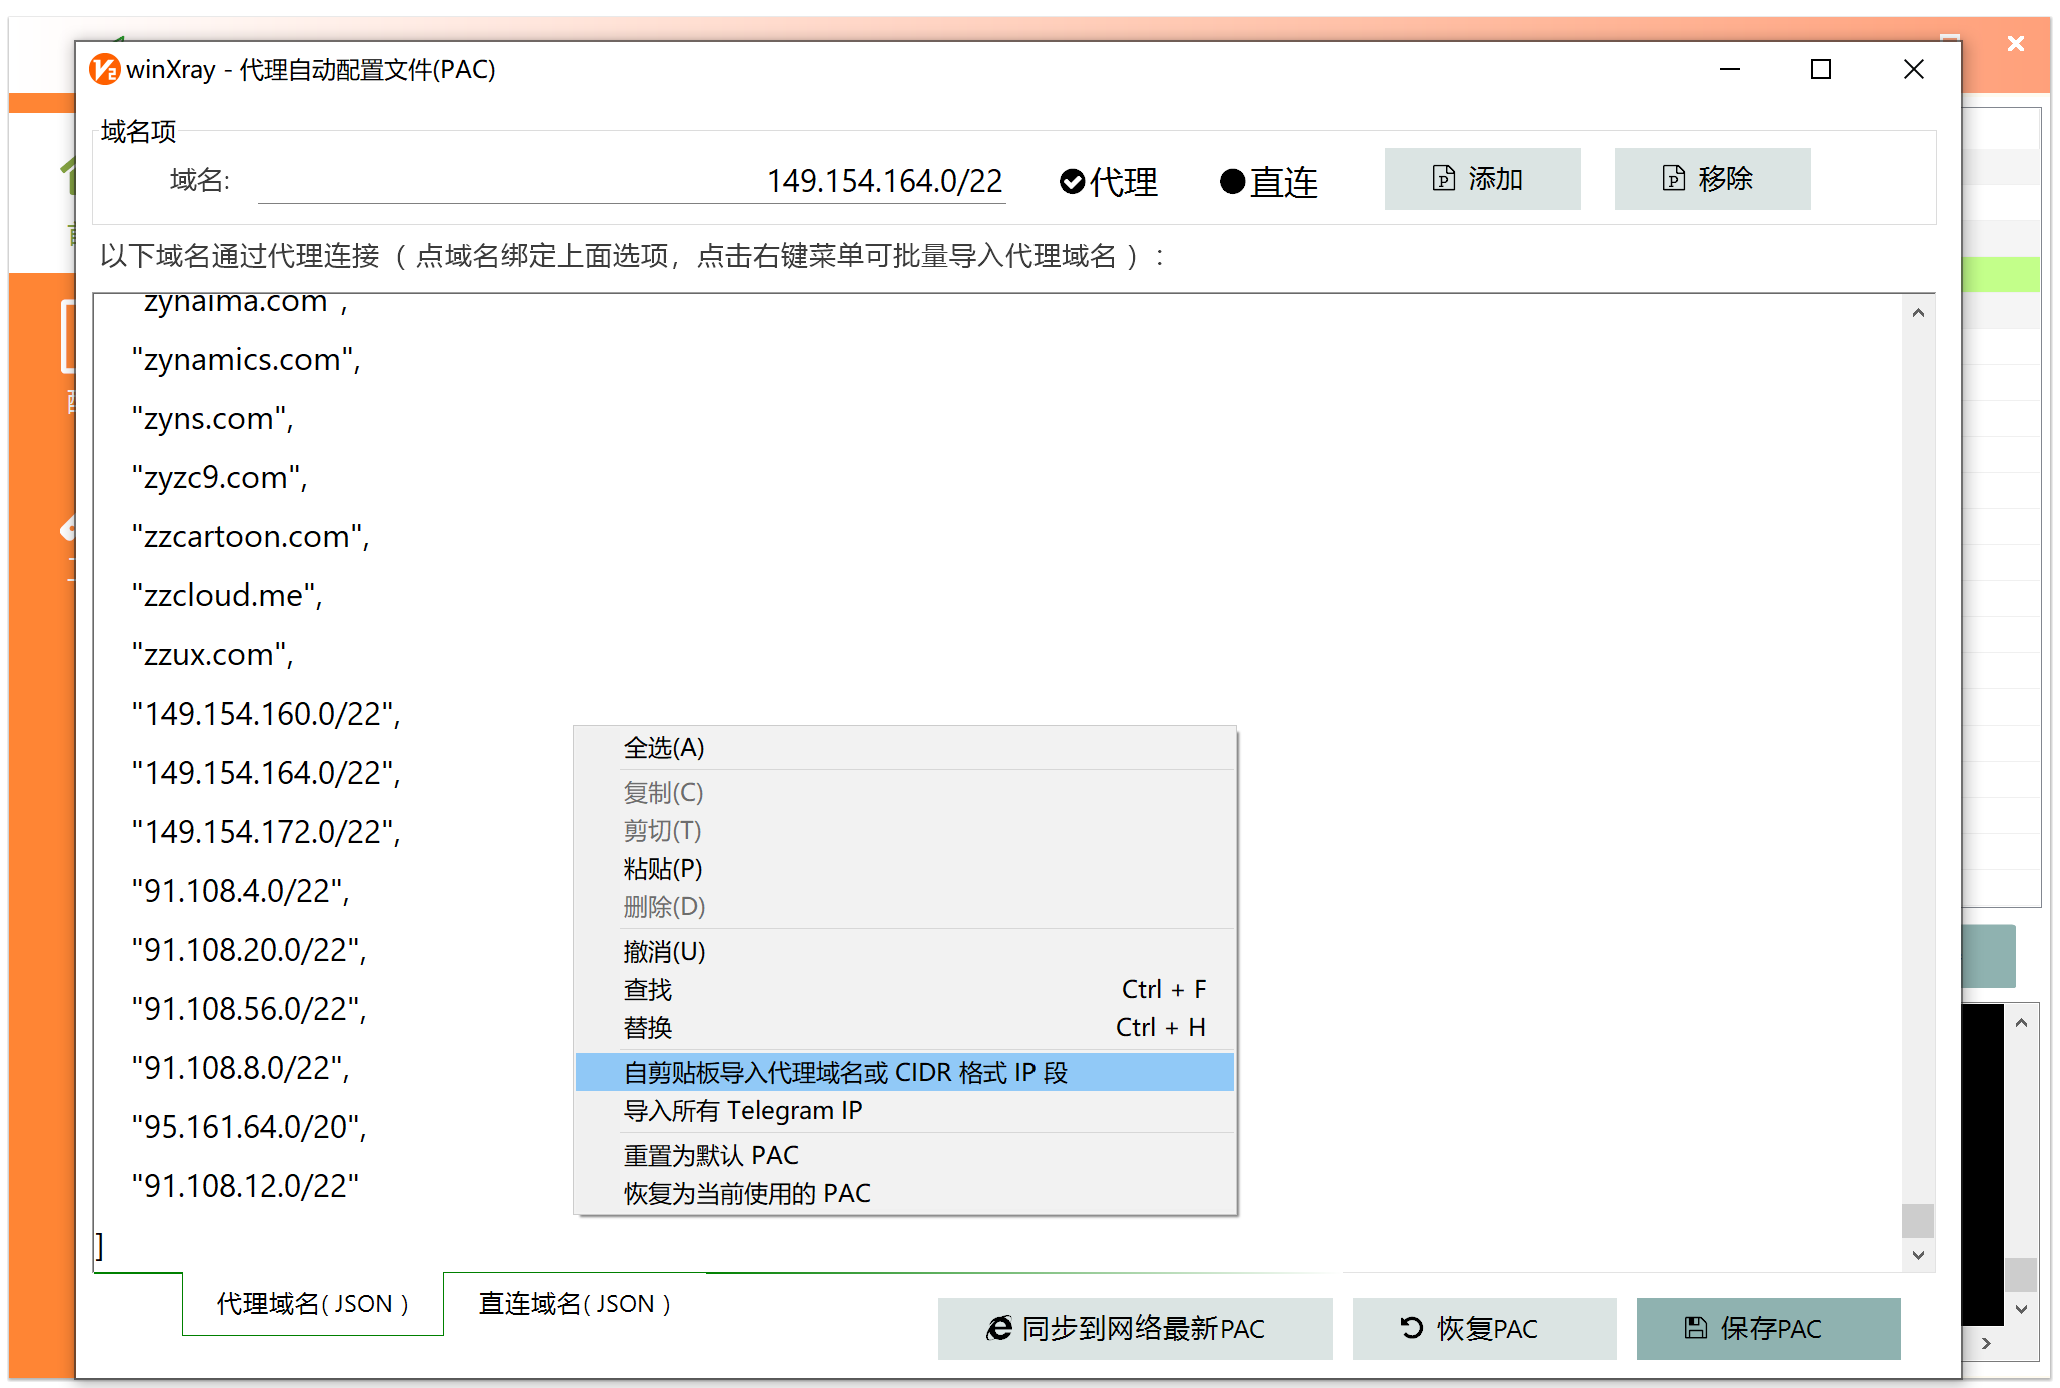 winXray - 代理自动配置文件(PAC)
域名项
域名:
149.154.164.0/22
代理
直连
添加
移除
以下域名通过代理连接（点域名绑定上面选项，点击右键菜单可批量导入代理域名）：
"zynaima.com",
"zynamics.com",
"zyns.com",
"zyzc9.com",
"zzcartoon.com",
"zzcloud.me",
"zzux.com",
"149.154.160.0/22",
"149.154.164.0/22",
"149.154.172.0/22",
"91.108.4.0/22",
"91.108.20.0/22",
"91.108.56.0/22",
"91.108.8.0/22",
"95.161.64.0/20",
"91.108.12.0/22"
]
全选(A)
复制(C)
剪切(T)
粘贴(P)
删除(D)
撤消(U)
查找 Ctrl + F
替换 Ctrl + H
自剪贴板导入代理域名或 CIDR 格式 IP 段
导入所有 Telegram IP
重置为默认 PAC
恢复为当前使用的 PAC
代理域名( JSON )
直连域名( JSON )
同步到网络最新PAC
恢复PAC
保存PAC